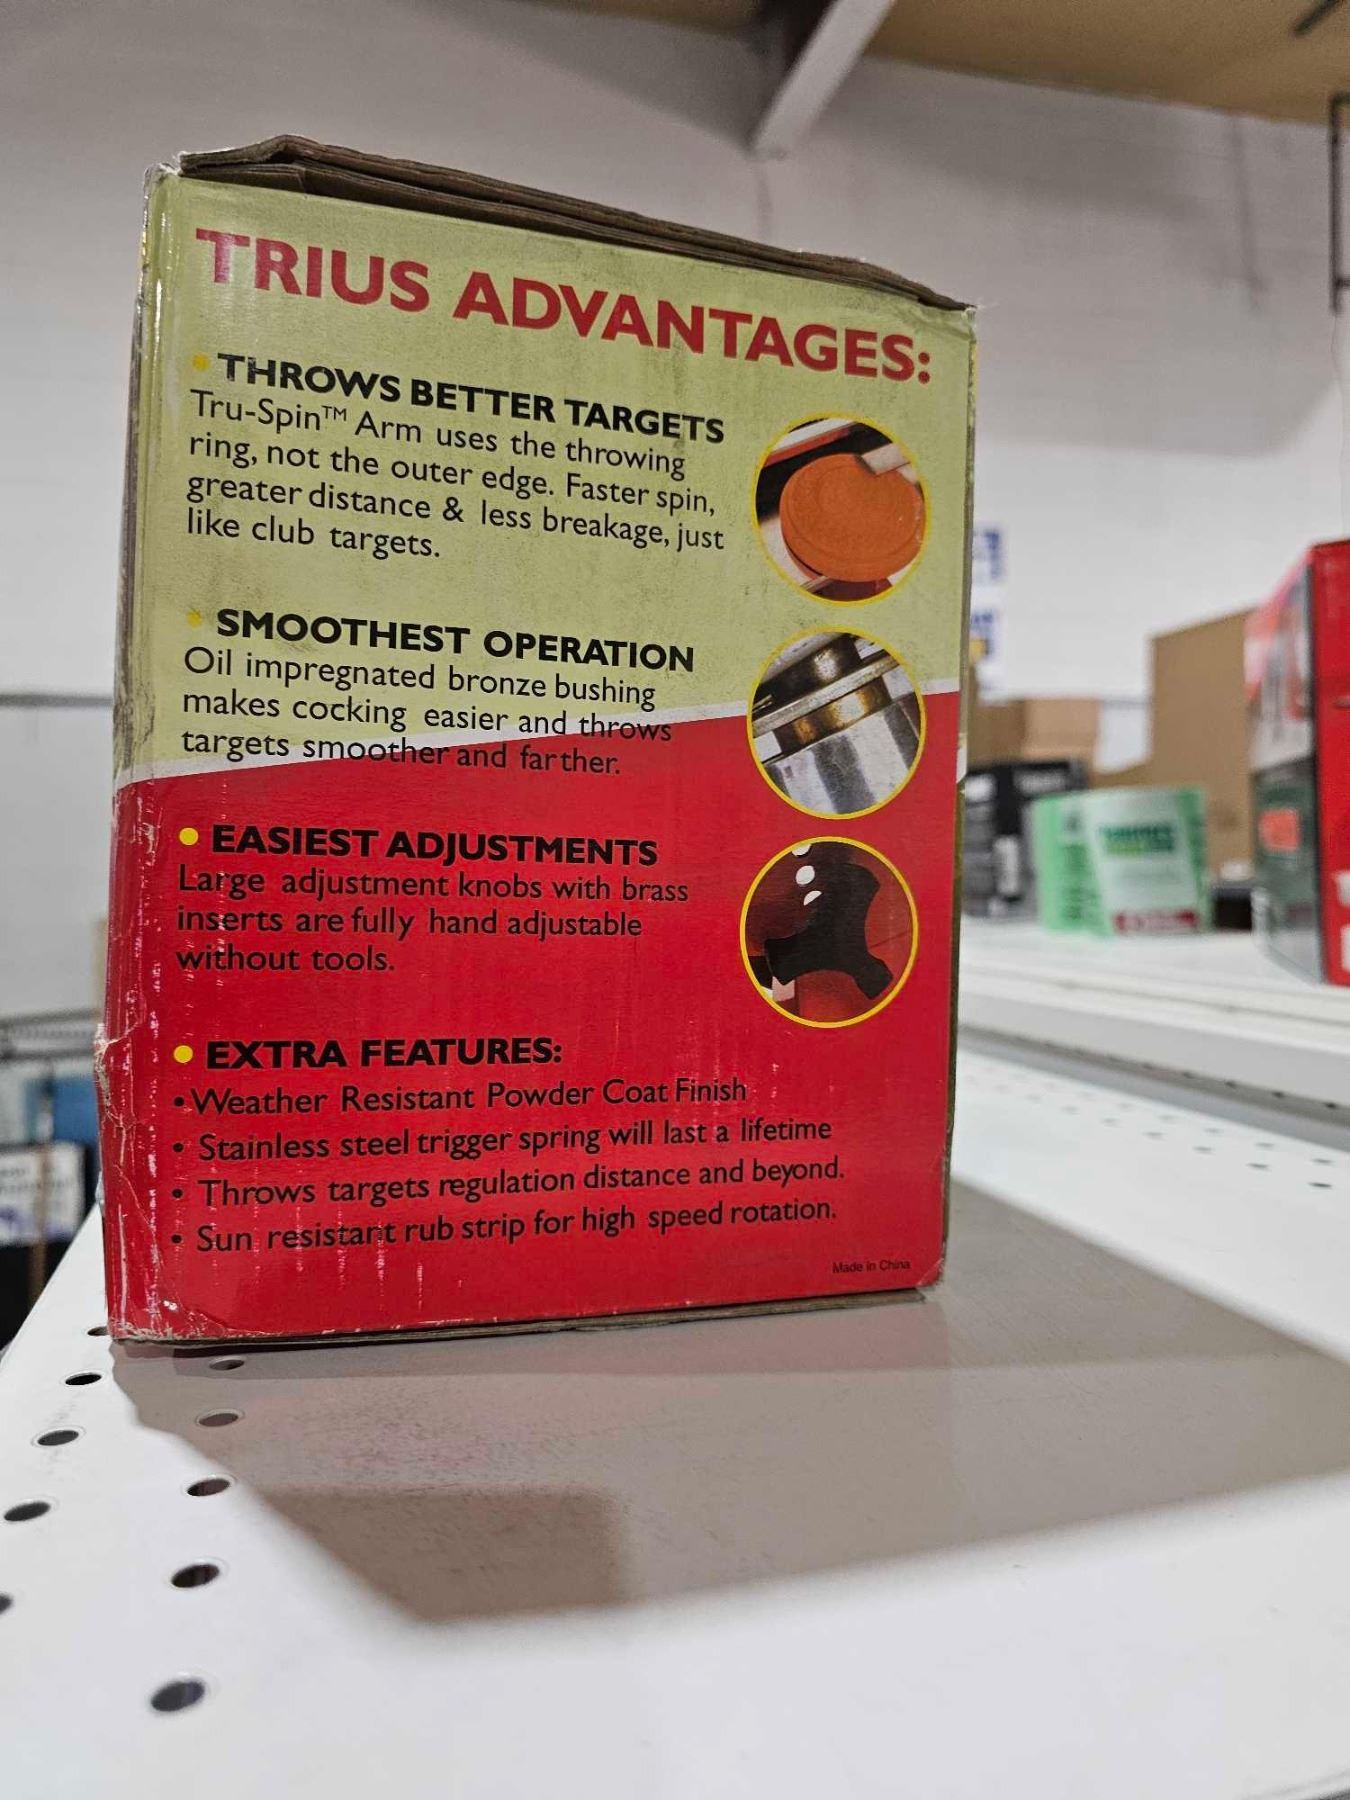 TRIUS ADVANTAGES:
• THROWS BETTER TARGETS
Tru-Spin™ Arm uses the throwing
ring, not the outer edge. Faster spin,
greater distance & less breakage, just
like club targets.
• SMOOTHEST OPERATION
Oil impregnated bronze bushing
makes cocking easier and throws
targets smoother and farther.
• EASIEST ADJUSTMENTS
Large adjustment knobs with brass
inserts are fully hand adjustable
without tools.
• EXTRA FEATURES:
• Weather Resistant Powder Coat Finish
• Stainless steel trigger spring will last a lifetime
• Throws targets regulation distance and beyond.
• Sun resistant rub strip for high speed rotation.
Made in China